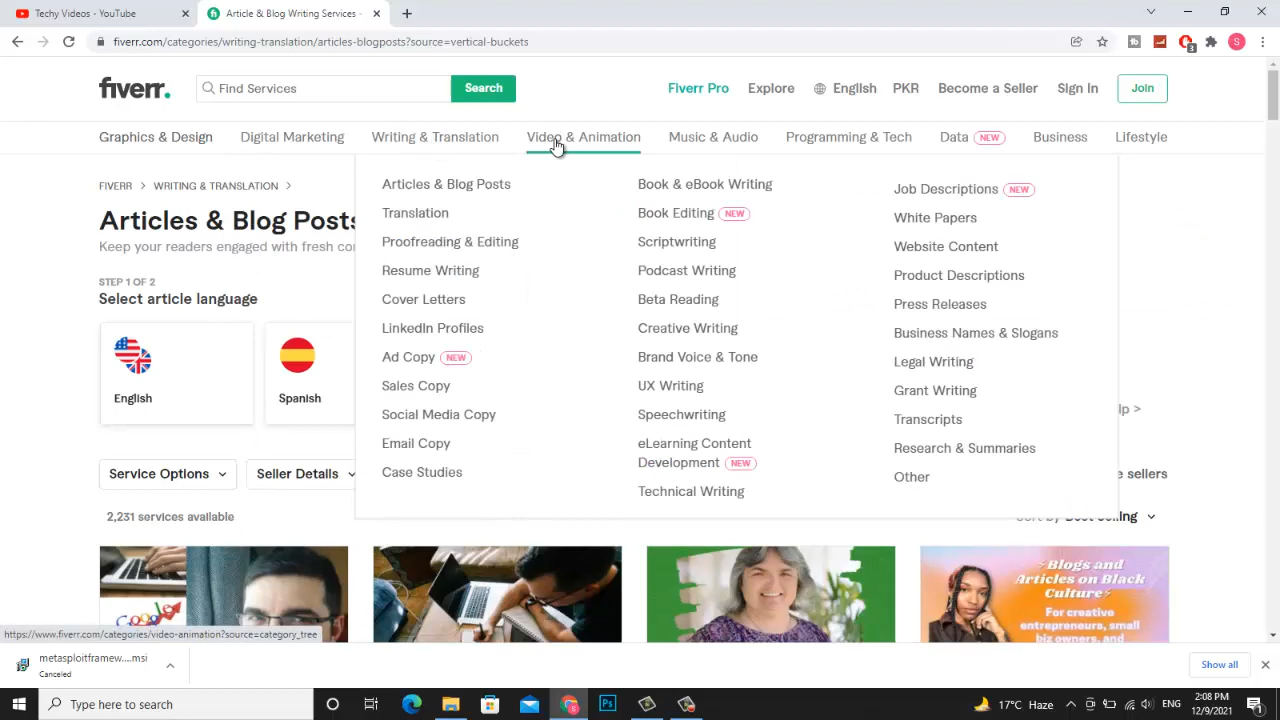 Techy Videos - YouTube
Article & Blog Writing Services -
fiverr.com/categories/writing-translation/articles-blogposts?source=vertical-buckets
3
S
fiverr.
Find Services
Search
Fiverr Pro
Explore
English
PKR
Become a Seller
Sign In
Join
Graphics & Design
Digital Marketing
Writing & Translation
Video & Animation
Music & Audio
Programming & Tech
Data NEW
Business
Lifestyle
FIVERR
WRITING & TRANSLATION
Articles & Blog Posts
Keep your readers engaged with fresh
STEP 1 OF 2
Select article language
English
Spanish
Articles & Blog Posts
Translation
Proofreading & Editing
Resume Writing
Cover Letters
LinkedIn Profiles
Ad Copy NEW
Sales Copy
Social Media Copy
Email Copy
Case Studies
Book & eBook Writing
Book Editing NEW
Scriptwriting
Podcast Writing
Beta Reading
Creative Writing
Brand Voice & Tone
UX Writing
Speechwriting
eLearning Content
Development NEW
Technical Writing
Job Descriptions NEW
White Papers
Website Content
Product Descriptions
Press Releases
Business Names & Slogans
Legal Writing
Grant Writing
Transcripts
Research & Summaries
Other
Service Options
Seller Details
sellers
2,231 services available
Google
Blogs and
Articles on Black
Culture
For creative
entrepreneurs, small
biz owners, and
https://www.fiverr.com/categories/video-animation?source=category_tree
metasploitframew....msi
Canceled
Show all
Type here to search
Ps
17°C Haze
ENG
2:08 PM
12/9/2021
1